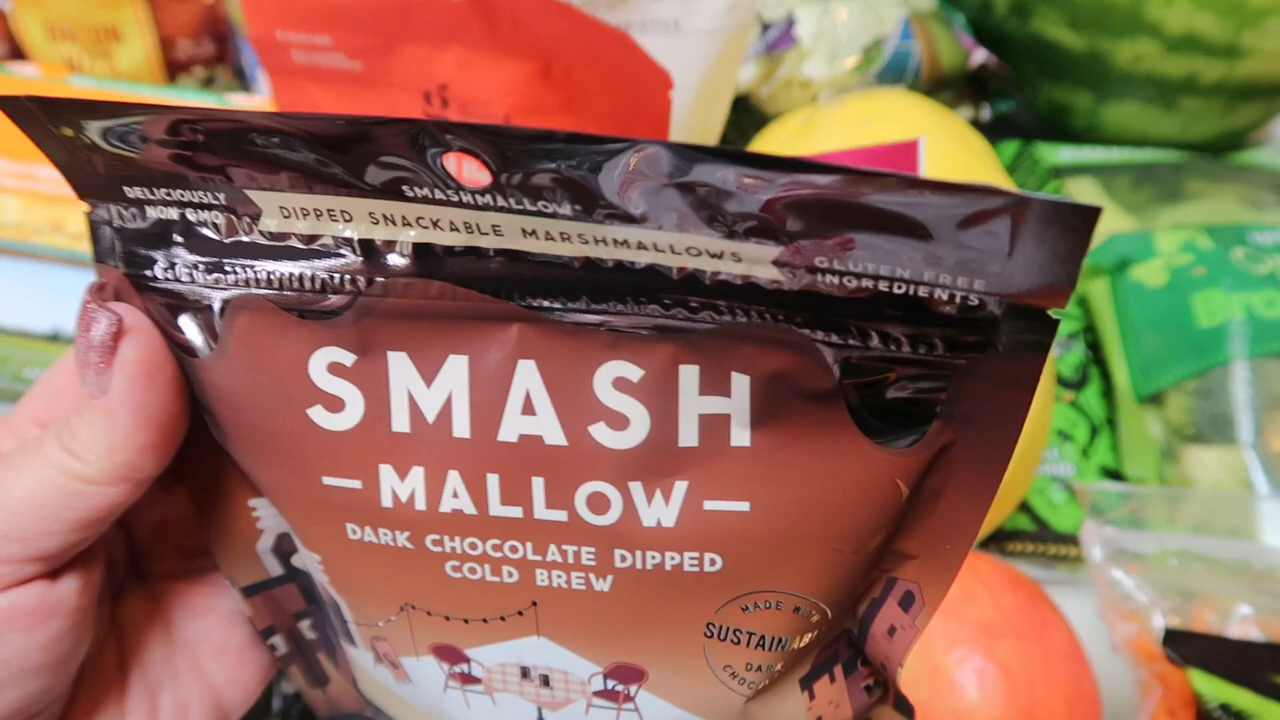 DELICIOUSLY
NON GMO
SMASHMALLOW
DIPPED SNACKABLE MARSHMALLOWS
GLUTEN FREE
INGREDIENTS
SMASH
—MALLOW—
DARK CHOCOLATE DIPPED
COLD BREW
MADE WITH